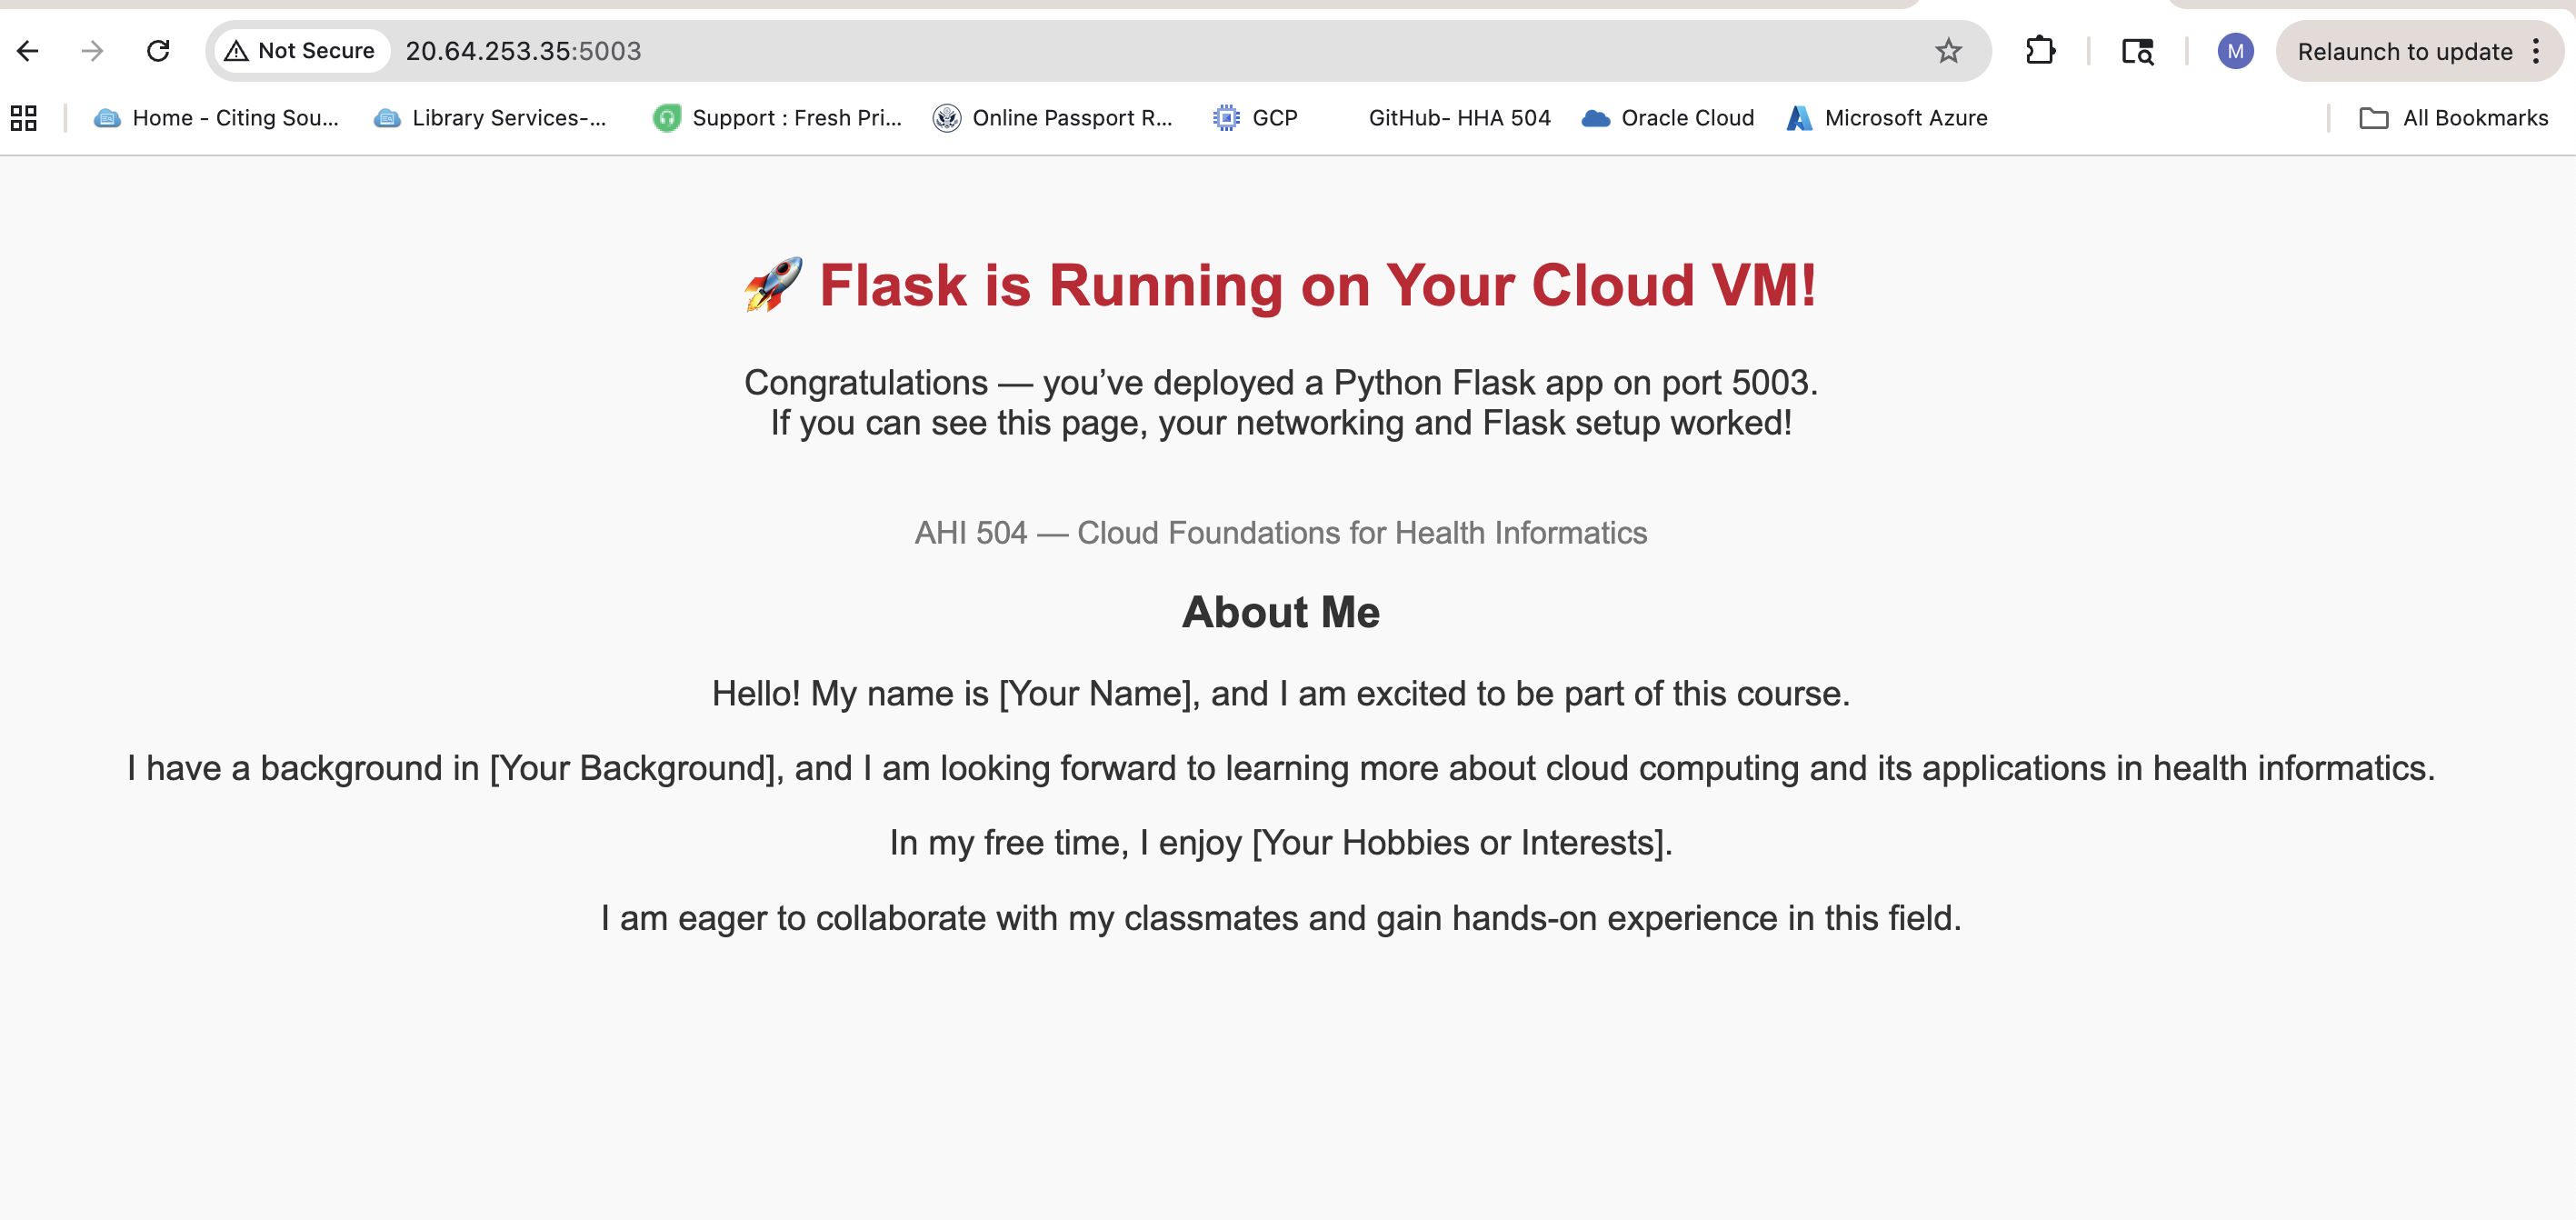 Not Secure
20.64.253.35:5003
M
Relaunch to update
Home - Citing Sou...
Library Services-...
Support : Fresh Pri...
Online Passport R...
GCP
GitHub- HHA 504
Oracle Cloud
Microsoft Azure
All Bookmarks
🚀 Flask is Running on Your Cloud VM!
Congratulations — you’ve deployed a Python Flask app on port 5003.
If you can see this page, your networking and Flask setup worked!
AHI 504 — Cloud Foundations for Health Informatics
About Me
Hello! My name is [Your Name], and I am excited to be part of this course.
I have a background in [Your Background], and I am looking forward to learning more about cloud computing and its applications in health informatics.
In my free time, I enjoy [Your Hobbies or Interests].
I am eager to collaborate with my classmates and gain hands-on experience in this field.